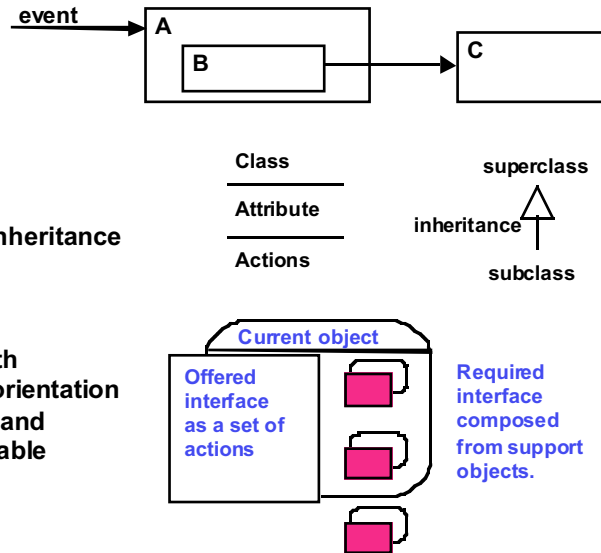 event
A
B
C
Class
Attribute
Actions
superclass
inheritance
subclass
nheritance
Current object
Offered
interface
as a set of
actions
Required
interface
composed
from support
objects.
th
orientation
and
able